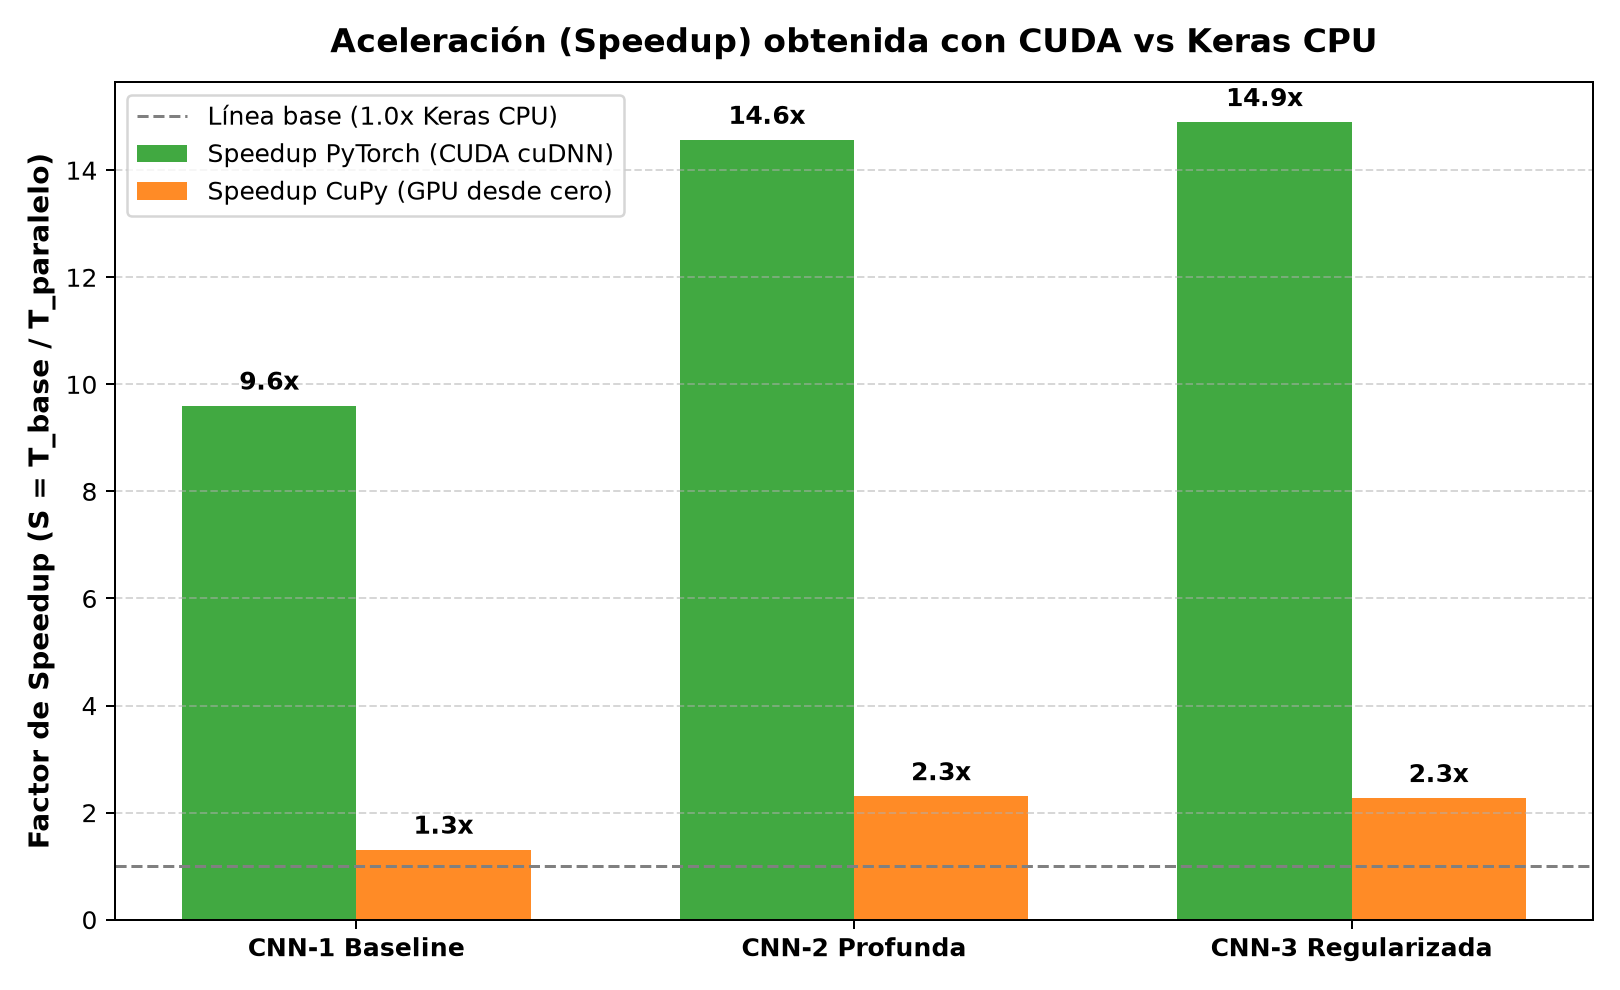 Aceleración (Speedup) obtenida con CUDA vs Keras CPU
Línea base (1.0x Keras CPU)
Speedup PyTorch (CUDA cuDNN)
Speedup CuPy (GPU desde cero)
Factor de Speedup (S = T_base / T_paralelo)
14
12
10
8
6
4
2
0
9.6x
1.3x
14.6x
2.3x
14.9x
2.3x
CNN-1 Baseline
CNN-2 Profunda
CNN-3 Regularizada